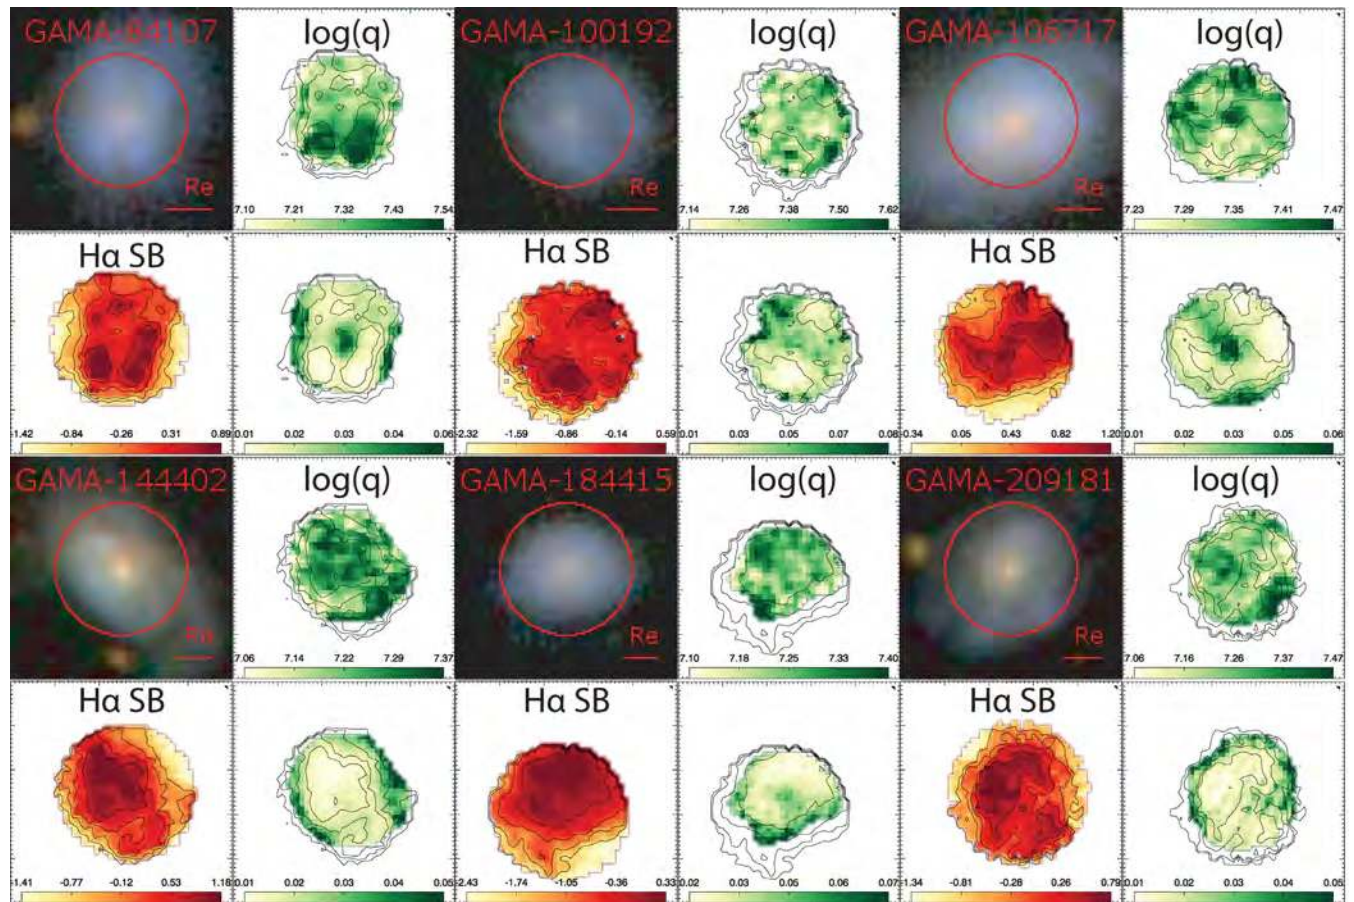 GAMA-84107 log(q) GAMA-100192 log(q) GAMA-106717 log(q)
Re Re Re
7.10 7.21 7.32 7.43 7.54 7.14 7.26 7.38 7.50 7.62 7.23 7.29 7.35 7.41 7.47
Hα SB Hα SB Hα SB
-1.42 -0.84 -0.26 0.31 0.89 0.01 0.02 0.03 0.04 0.06 -2.32 -1.59 -0.86 -0.14 0.59 0.01 0.03 0.05 0.07 0.08 -0.34 0.05 0.43 0.82 1.20 0.01 0.02 0.03 0.05 0.06
GAMA-144402 log(q) GAMA-184415 log(q) GAMA-209181 log(q)
Re Re Re
7.06 7.14 7.22 7.29 7.37 7.10 7.18 7.25 7.33 7.40 7.06 7.16 7.26 7.37 7.47
Hα SB Hα SB Hα SB
-1.41 -0.77 -0.12 0.53 1.18 0.01 0.02 0.03 0.04 0.05 -2.43 -1.74 -1.05 -0.36 0.33 0.02 0.04 0.05 0.06 0.07 -1.34 -0.81 -0.28 0.26 0.79 0.01 0.02 0.03 0.04 0.05